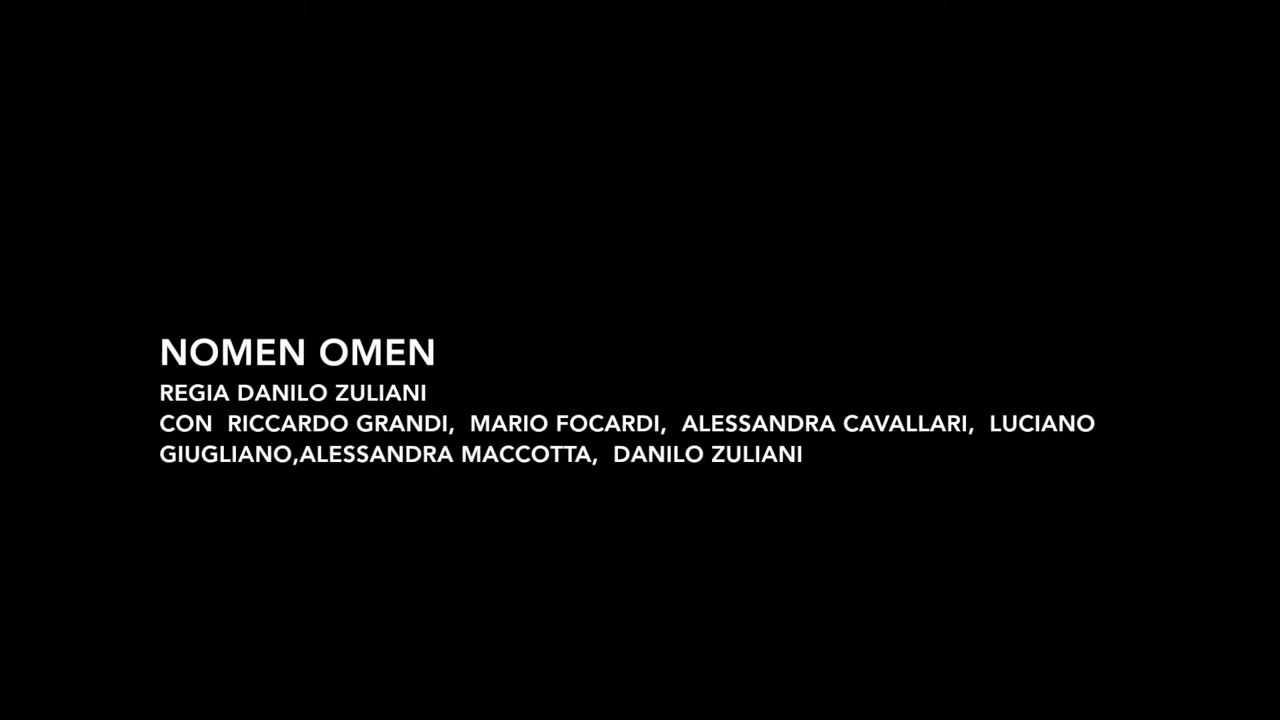 NOMEN OMEN
REGIA DANILO ZULIANI
CON  RICCARDO GRANDI,  MARIO FOCARDI,  ALESSANDRA CAVALLARI,  LUCIANO
GIUGLIANO,ALESSANDRA MACCOTTA,  DANILO ZULIANI